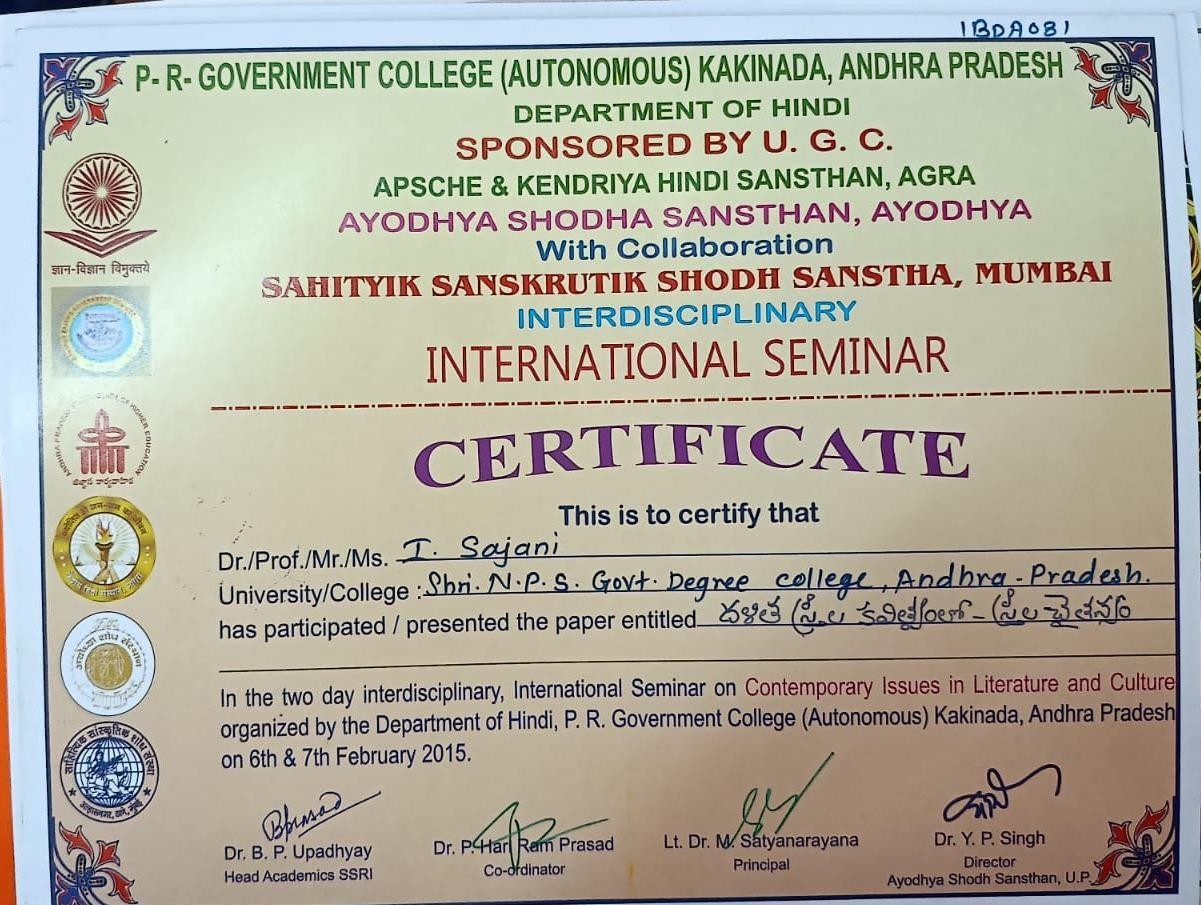 IBDA081
P- R- GOVERNMENT COLLEGE (AUTONOMOUS) KAKINADA, ANDHRA PRADESH
DEPARTMENT OF HINDI
SPONSORED BY U. G. C.
APSCHE & KENDRIYA HINDI SANSTHAN, AGRA
AYODHYA SHODHA SANSTHAN, AYODHYA
With Collaboration
SAHITYIK SANSKRUTIK SHODH SANSTHA, MUMBAI
INTERDISCIPLINARY
INTERNATIONAL SEMINAR
ज्ञान-विज्ञान विमुक्तये
CERTIFICATE
This is to certify that
Dr./Prof./Mr./Ms. I. Sajani
University/College : Shri. N.P.S. Govt. Degree college, Andhra-Pradesh.
has participated / presented the paper entitled దళిత స్త్రీల కవిత్వంలో - స్త్రీల చైతన్యం
In the two day interdisciplinary, International Seminar on Contemporary Issues in Literature and Culture
organized by the Department of Hindi, P. R. Government College (Autonomous) Kakinada, Andhra Pradesh
on 6th & 7th February 2015.
अयोध्या शोध संस्थान
साहित्यिक सांस्कृतिक शोध संस्था
Bprasad
Dr. B. P. Upadhyay
Head Academics SSRI
Dr. P. Hari Ram Prasad
Co-ordinator
Lt. Dr. M. Satyanarayana
Principal
Dr. Y. P. Singh
Director
Ayodhya Shodh Sansthan, U.P.